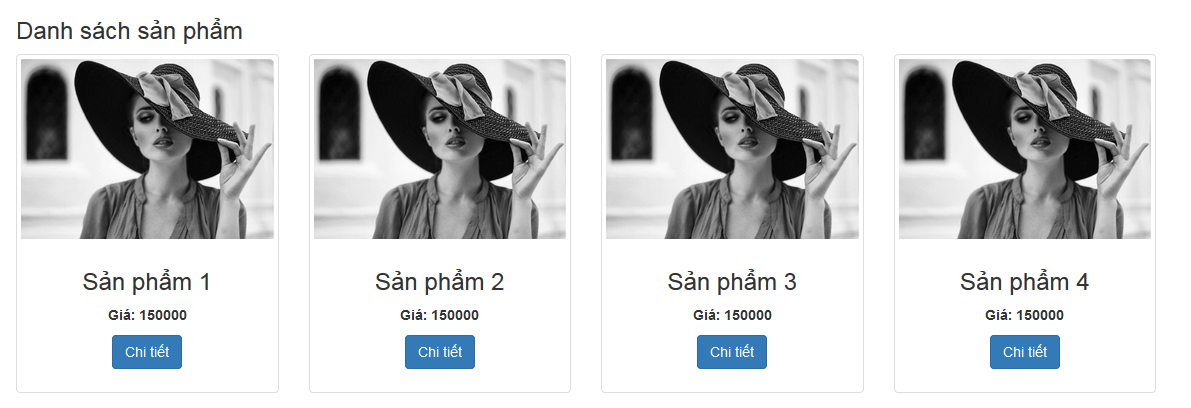 Danh sách sản phẩm
Sản phẩm 1
Giá: 150000
Chi tiết
Sản phẩm 2
Giá: 150000
Chi tiết
Sản phẩm 3
Giá: 150000
Chi tiết
Sản phẩm 4
Giá: 150000
Chi tiết